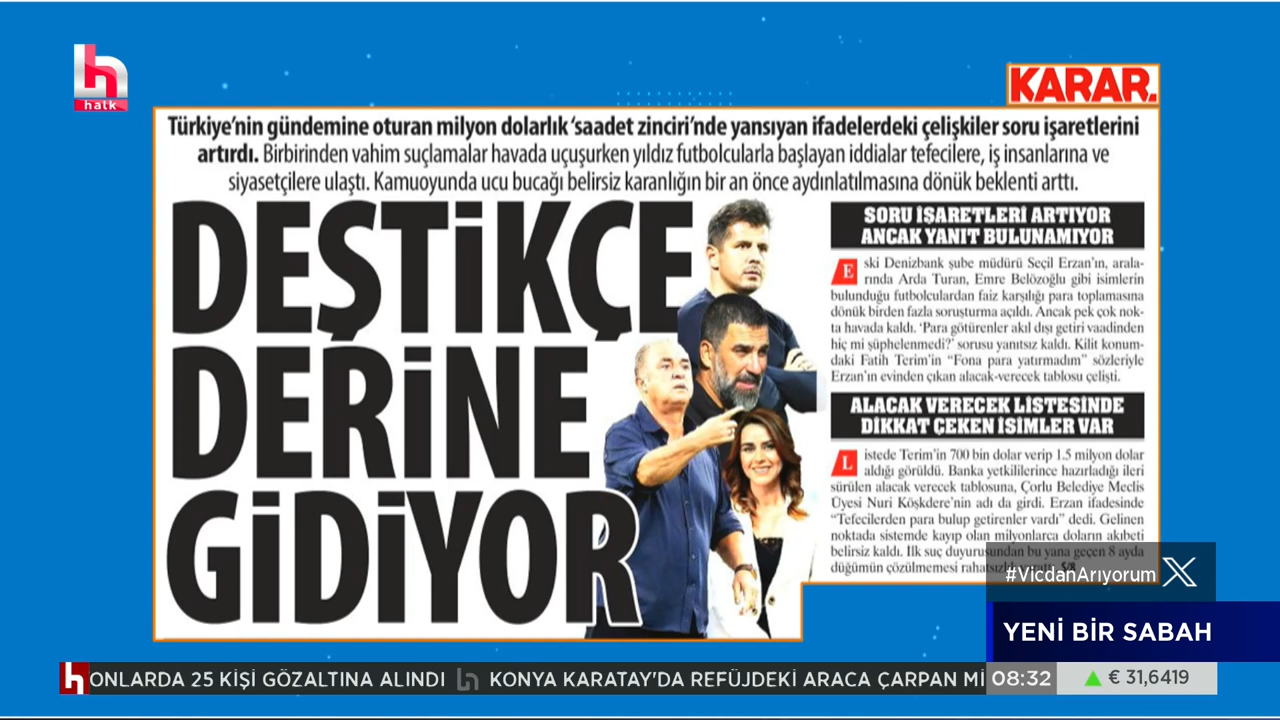 h
halk
KARAR.
Türkiye'nin gündemine oturan milyon dolarlık 'saadet zinciri'nde yansıyan ifadelerdeki çelişkiler soru işaretlerini
artırdı. Birbirinden vahim suçlamalar havada uçuşurken yıldız futbolcularla başlayan iddialar tefecilere, iş insanlarına ve
siyasetçilere ulaştı. Kamuoyunda ucu bucağı belirsiz karanlığın bir an önce aydınlatılmasına dönük beklenti arttı.
DEŞTİKÇE
DERİNE
GİDİYOR
SORU İŞARETLERİ ARTIYOR
ANCAK YANIT BULUNAMIYOR
Eski Denizbank şube müdürü Seçil Erzan'ın, arala-
rında Arda Turan, Emre Belözoğlu gibi isimlerin
bulunduğu futbolculardan faiz karşılığı para toplamasına
dönük birden fazla soruşturma açıldı. Ancak pek çok nok-
ta havada kaldı. 'Para götürenler akıl dışı getiri vaadinden
hiç mi şüphelenmedi?' sorusu yanıtsız kaldı. Kilit konum-
daki Fatih Terim'in "Fona para yatırmadım" sözleriyle
Erzan'ın evinden çıkan alacak-verecek tablosu çelişti.
ALACAK VERECEK LİSTESİNDE
DİKKAT ÇEKEN İSİMLER VAR
Listede Terim'in 700 bin dolar verip 1.5 milyon dolar
aldığı görüldü. Banka yetkililerince hazırladığı ileri
sürülen alacak verecek tablosuna, Çorlu Belediye Meclis
Üyesi Nuri Köşkdere'nin adı da girdi. Erzan ifadesinde
"Tefecilerden para bulup getirenler vardı" dedi. Gelinen
noktada sistemde kayıp olan milyonlarca doların akıbeti
belirsiz kaldı. İlk suç duyurusundan bu yana geçen 8 ayda
düğümün çözülmemesi
#VicdanArıyorum X
YENİ BİR SABAH
h ONLARDA 25 KİŞİ GÖZALTINA ALINDI h KONYA KARATAY'DA REFÜJDEKİ ARACA ÇARPAN Mİ 08:32 € 31,6419